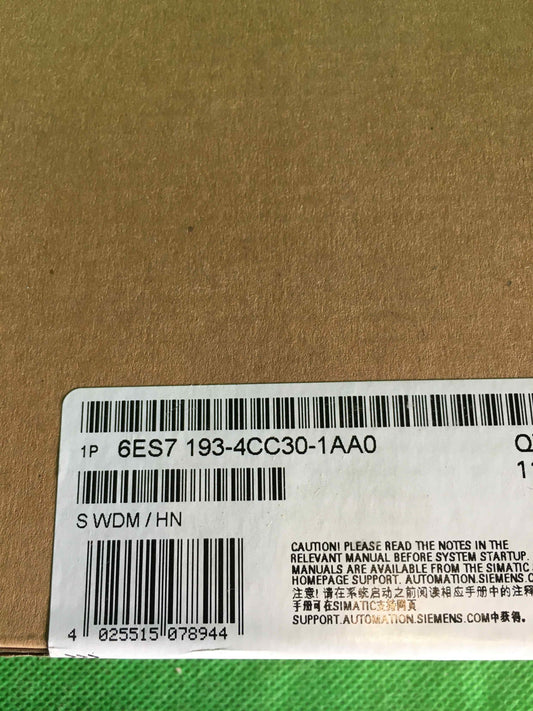 1P 6ES7 193-4CC30-1AA0
S WDM / HN
CAUTION! PLEASE READ THE NOTES IN THE
RELEVANT MANUAL BEFORE SYSTEM STARTUP.
MANUALS ARE AVAILABLE FROM THE SIMATIC
HOMEPAGE SUPPORT. AUTOMATION.SIEMENS.C
注意! 请在系统启动之前阅读相应手册中的注释
手册可在SIMATIC支持网页
SUPPORT.AUTOMATION.SIEMENS.COM中获得。
4 025515 078944
>>>